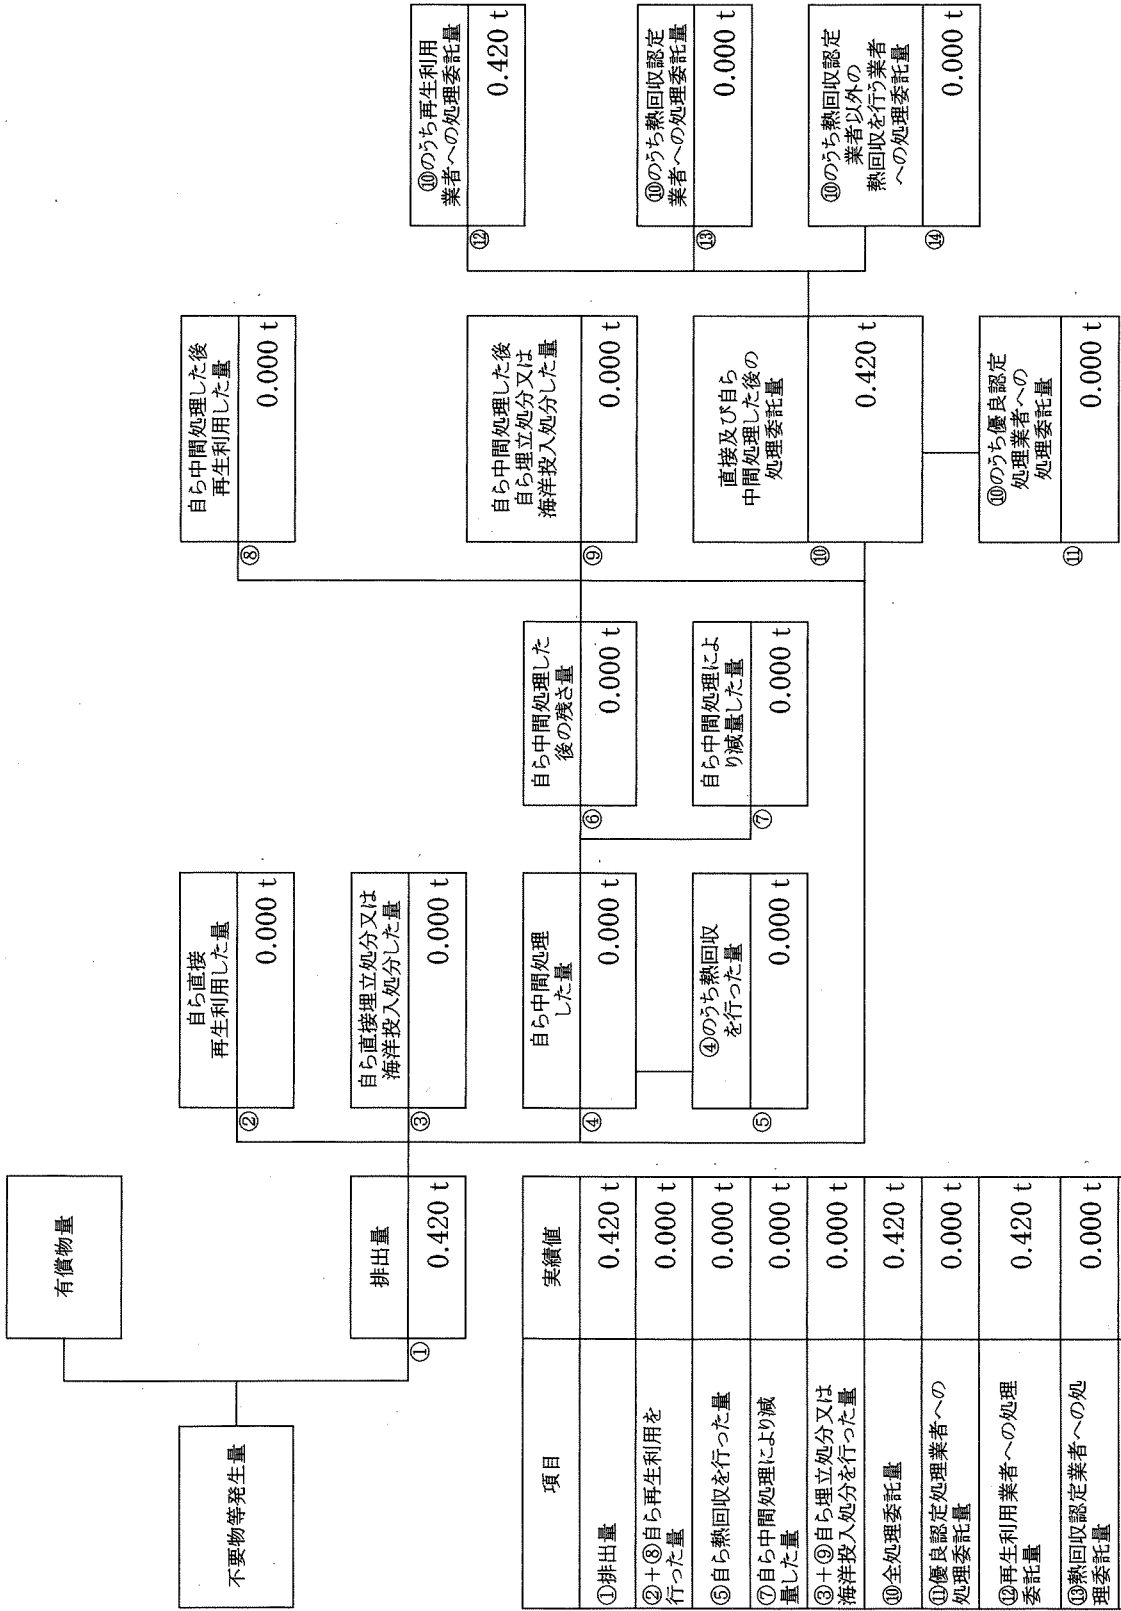 不要物等発生量
有償物量
排出量
①
0.420 t
自ら直接
再生利用した量
②
0.000 t
自ら直接埋立処分又は
海洋投入処分した量
③
0.000 t
自ら中間処理
した量
④
0.000 t
④のうち熱回収
を行った量
⑤
0.000 t
自ら中間処理した
後の残さ量
⑥
0.000 t
自ら中間処理によ
り減量した量
⑦
0.000 t
自ら中間処理した後
再生利用した量
⑧
0.000 t
自ら中間処理した後
自ら埋立処分又は
海洋投入処分した量
⑨
0.000 t
直接及び自ら
中間処理した後の
処理委託量
⑩
0.420 t
⑩のうち優良認定
処理業者への
処理委託量
⑪
0.000 t
⑩のうち再生利用
業者への処理委託量
⑫
0.420 t
⑩のうち熱回収認定
業者への処理委託量
⑬
0.000 t
⑩のうち熱回収認定
業者以外の
熱回収を行う業者
への処理委託量
⑭
0.000 t
項目 実績値
①排出量 0.420 t
②+⑧自ら再生利用を
行った量 0.000 t
⑤自ら熱回収を行った量 0.000 t
⑦自ら中間処理により減
量した量 0.000 t
③+⑨自ら埋立処分又は
海洋投入処分を行った量 0.000 t
⑩全処理委託量 0.420 t
⑪優良認定処理業者への
処理委託量 0.000 t
⑫再生利用業者への処理
委託量 0.420 t
⑬熱回収認定業者への処
理委託量 0.000 t